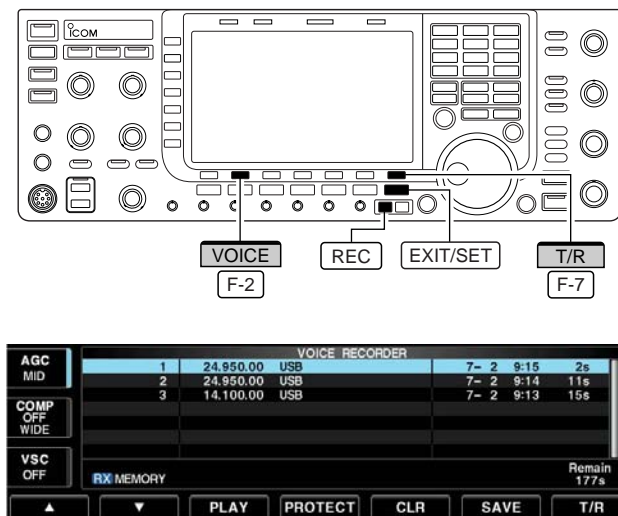 ICOM
VOICE
REC
EXIT/SET
T/R
F-2
F-7
VOICE RECORDER
AGC
MID
1 24.950.00 USB 7- 2 9:15 2s
2 24.950.00 USB 7- 2 9:14 11s
3 14.100.00 USB 7- 2 9:13 15s
COMP
OFF
WIDE
VSC
OFF
RX MEMORY
Remain
177s
▲ ▼ PLAY PROTECT CLR SAVE T/R